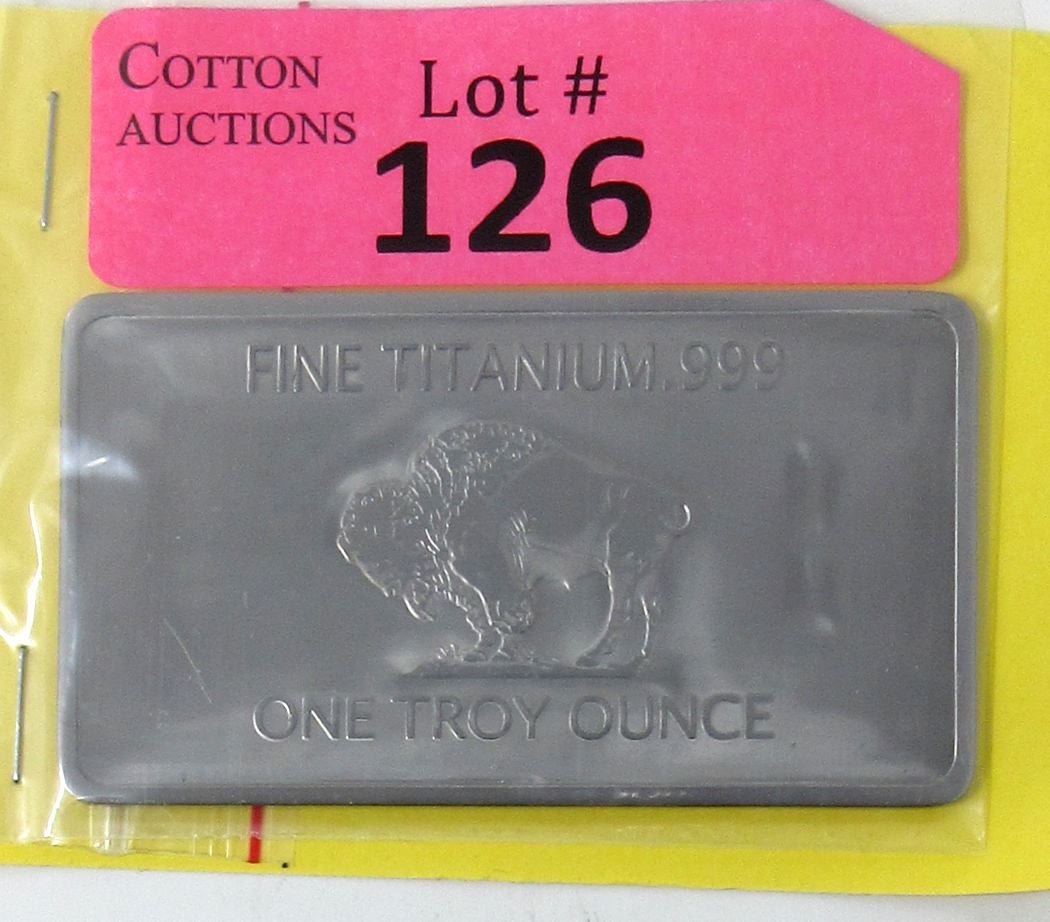 COTTON
AUCTIONS
Lot #
126
FINE TITANIUM.999
ONE TROY OUNCE